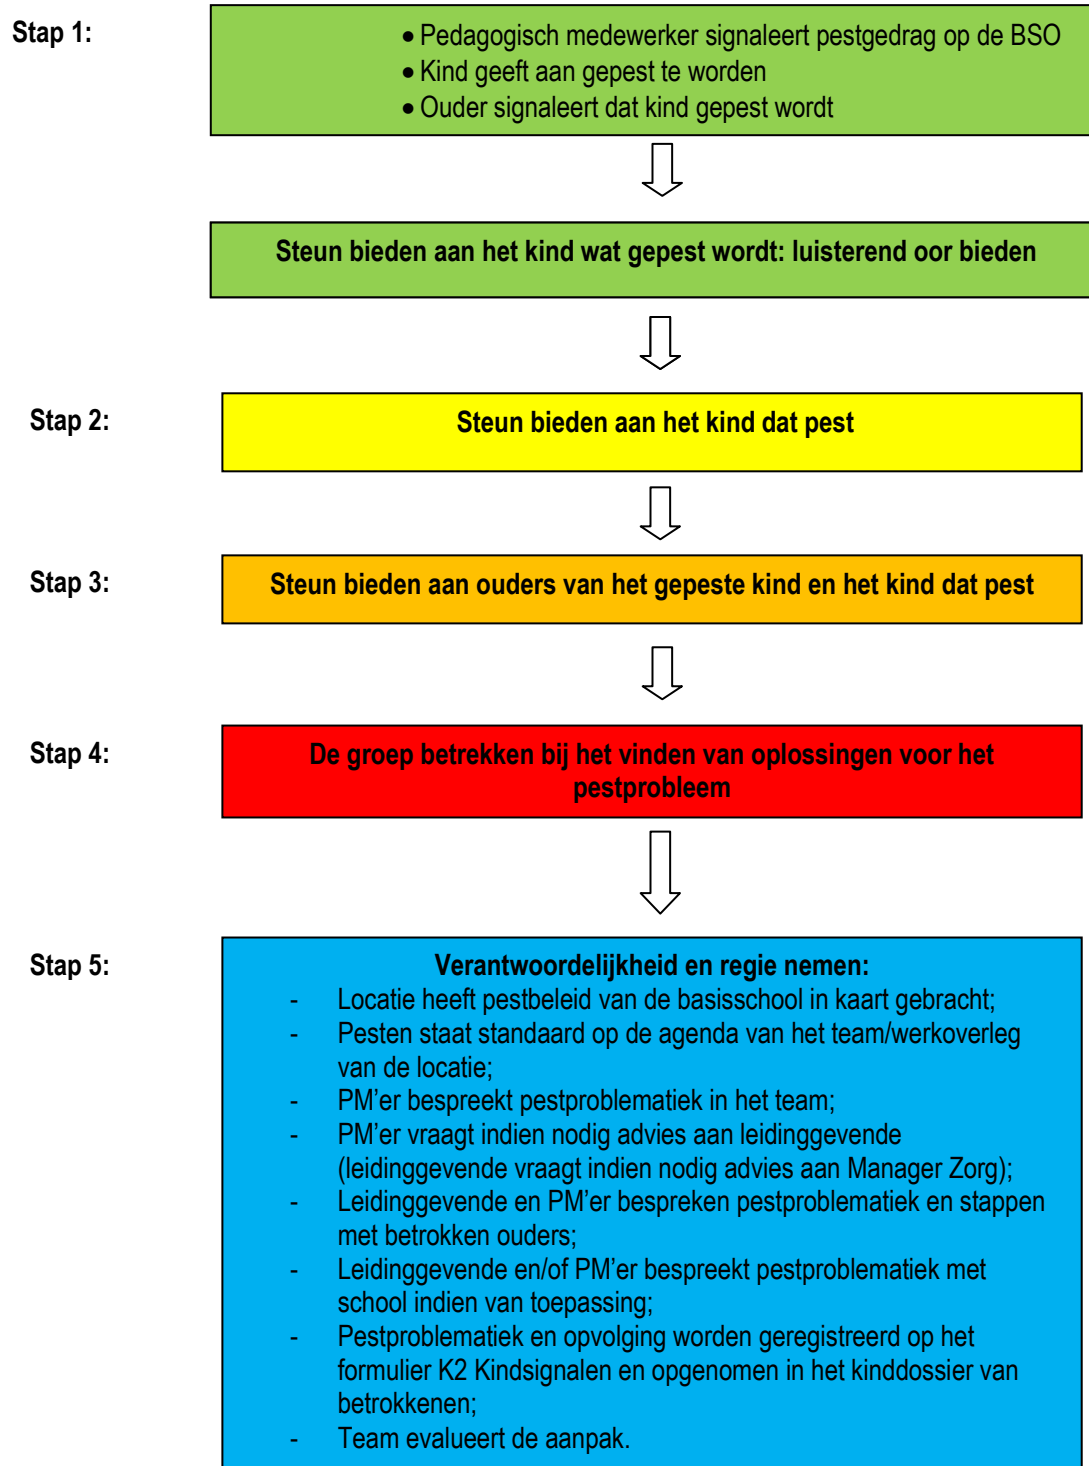 Stap 1:
• Pedagogisch medewerker signaleert pestgedrag op de BSO
• Kind geeft aan gepest te worden
• Ouder signaleert dat kind gepest wordt
Steun bieden aan het kind wat gepest wordt: luisterend oor bieden
Stap 2:
Steun bieden aan het kind dat pest
Stap 3:
Steun bieden aan ouders van het gepeste kind en het kind dat pest
Stap 4:
De groep betrekken bij het vinden van oplossingen voor het
pestprobleem
Stap 5:
Verantwoordelijkheid en regie nemen:
- Locatie heeft pestbeleid van de basisschool in kaart gebracht;
- Pesten staat standaard op de agenda van het team/werkoverleg
van de locatie;
- PM’er bespreekt pestproblematiek in het team;
- PM’er vraagt indien nodig advies aan leidinggevende
(leidinggevende vraagt indien nodig advies aan Manager Zorg);
- Leidinggevende en PM’er bespreken pestproblematiek en stappen
met betrokken ouders;
- Leidinggevende en/of PM’er bespreekt pestproblematiek met
school indien van toepassing;
- Pestproblematiek en opvolging worden geregistreerd op het
formulier K2 Kindsignalen en opgenomen in het kinddossier van
betrokkenen;
- Team evalueert de aanpak.